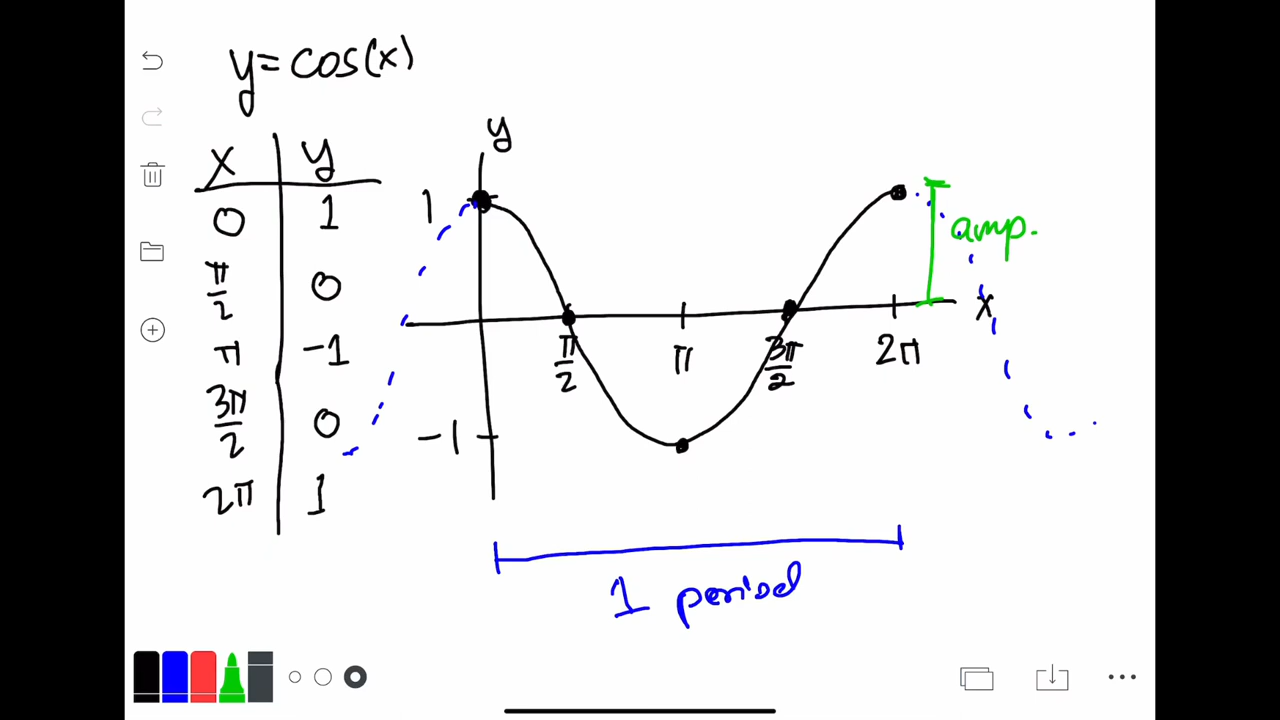 y=cos(x)
x y
0 1
π/2 0
π -1
3π/2 0
2π 1
y
1
-1
π/2 π 3π/2 2π
x
amp.
1 period